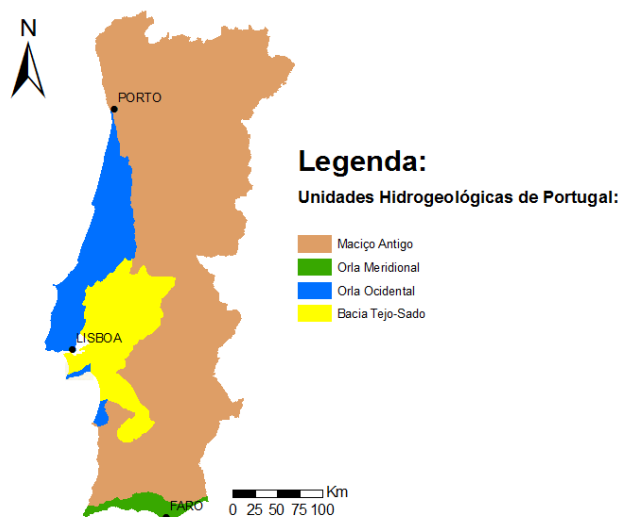 N
PORTO
Legenda:
Unidades Hidrogeológicas de Portugal:
Maciço Antigo
Orla Meridional
Orla Ocidental
Bacia Tejo-Sado
LISBOA
FARO
Km
0 25 50 75 100